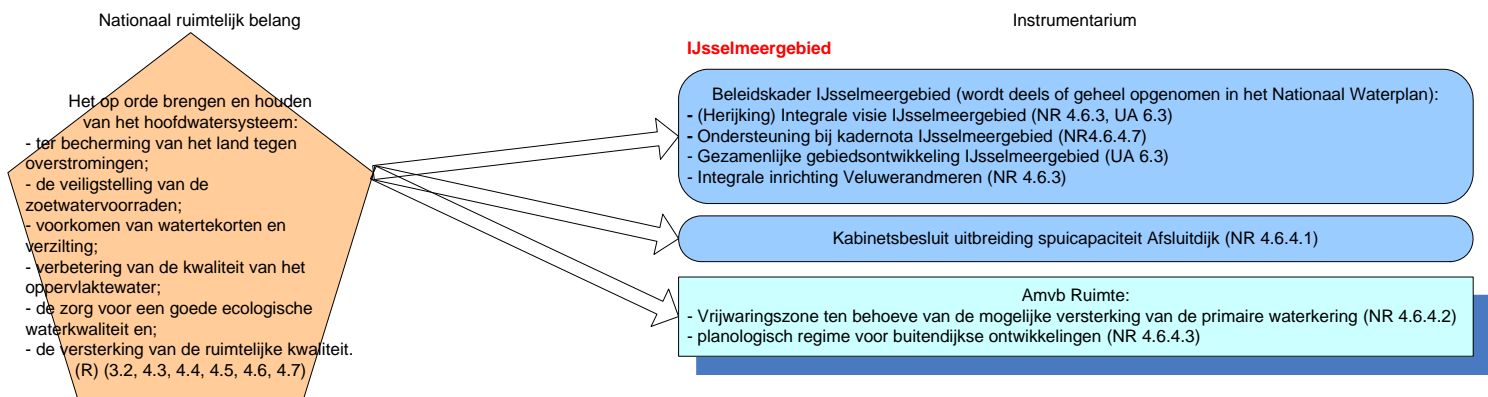 Nationaal ruimtelijk belang
Instrumentarium
IJsselmeergebied
Het op orde brengen en houden
van het hoofdwatersysteem:
- ter becherming van het land tegen
overstromingen;
- de veiligstelling van de
zoetwatervoorraden;
- voorkomen van watertekorten en
verzilting;
- verbetering van de kwaliteit van het
oppervlaktewater;
- de zorg voor een goede ecologische
waterkwaliteit en;
- de versterking van de ruimtelijke kwaliteit.
(R) (3.2, 4.3, 4.4, 4.5, 4.6, 4.7)
Beleidskader IJsselmeergebied (wordt deels of geheel opgenomen in het Nationaal Waterplan):
- (Herijking) Integrale visie IJsselmeergebied (NR 4.6.3, UA 6.3)
- Ondersteuning bij kadernota IJsselmeergebied (NR4.6.4.7)
- Gezamenlijke gebiedsontwikkeling IJsselmeergebied (UA 6.3)
- Integrale inrichting Veluwerandmeren (NR 4.6.3)
Kabinetsbesluit uitbreiding spuicapaciteit Afsluitdijk (NR 4.6.4.1)
Amvb Ruimte:
- Vrijwaringszone ten behoeve van de mogelijke versterking van de primaire waterkering (NR 4.6.4.2)
- planologisch regime voor buitendijkse ontwikkelingen (NR 4.6.4.3)